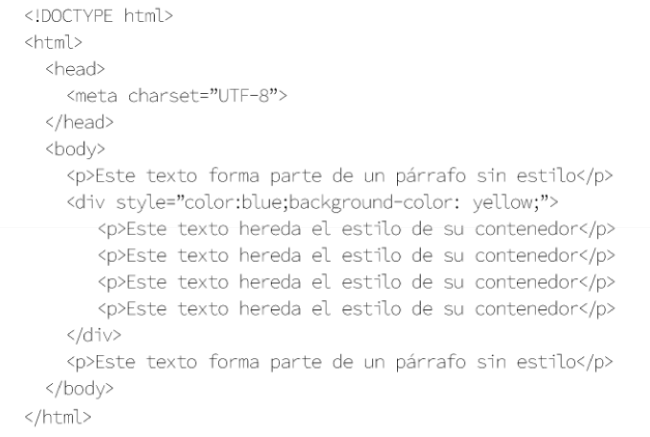 <!DOCTYPE html>
<html>
<head>
<meta charset=”UTF-8”>
</head>
<body>
<p>Este texto forma parte de un párrafo sin estilo</p>
<div style=”color:blue;background-color: yellow;”>
<p>Este texto hereda el estilo de su contenedor</p>
<p>Este texto hereda el estilo de su contenedor</p>
<p>Este texto hereda el estilo de su contenedor</p>
<p>Este texto hereda el estilo de su contenedor</p>
</div>
<p>Este texto forma parte de un párrafo sin estilo</p>
</body>
</html>